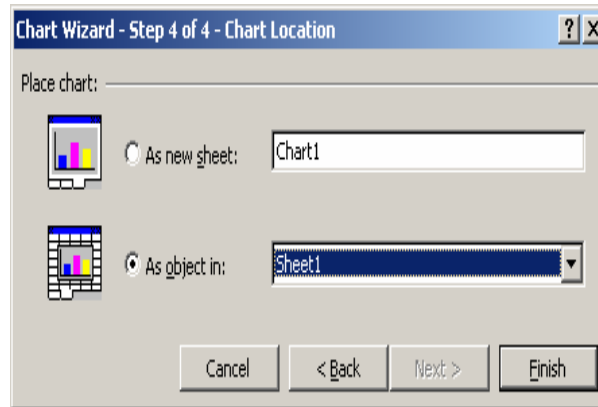 Chart Wizard - Step 4 of 4 - Chart Location ? X
Place chart:
As new sheet: Chart1
As object in: Sheet1
Cancel < Back Next > Finish